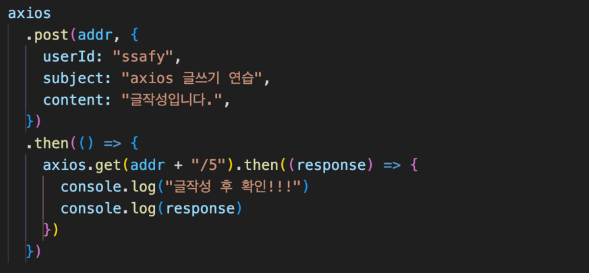 axios
  .post(addr, {
    userId: "ssafy",
    subject: "axios 글쓰기 연습",
    content: "글작성입니다.",
  })
  .then(() => {
    axios.get(addr + "/5").then((response) => {
      console.log("글작성 후 확인!!!")
      console.log(response)
    })
  })